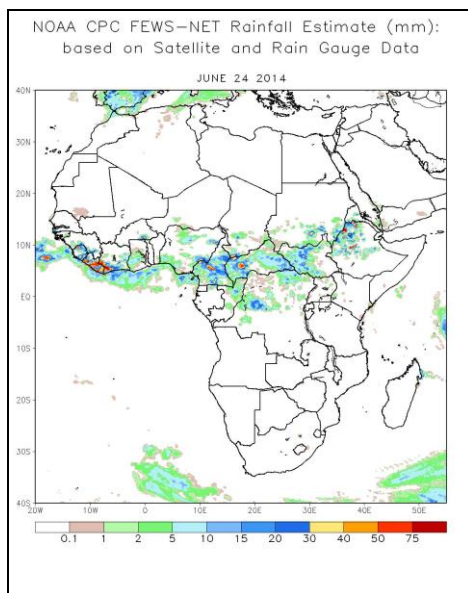 NOAA CPC FEWS-NET Rainfall Estimate (mm):
based on Satellite and Rain Gauge Data
JUNE 24 2014
40N
30N
20N
10N
EQ
10S
20S
30S
40S
20W 10W 0 10E 20E 30E 40E 50E
0.1 1 2 5 10 15 20 30 40 50 75